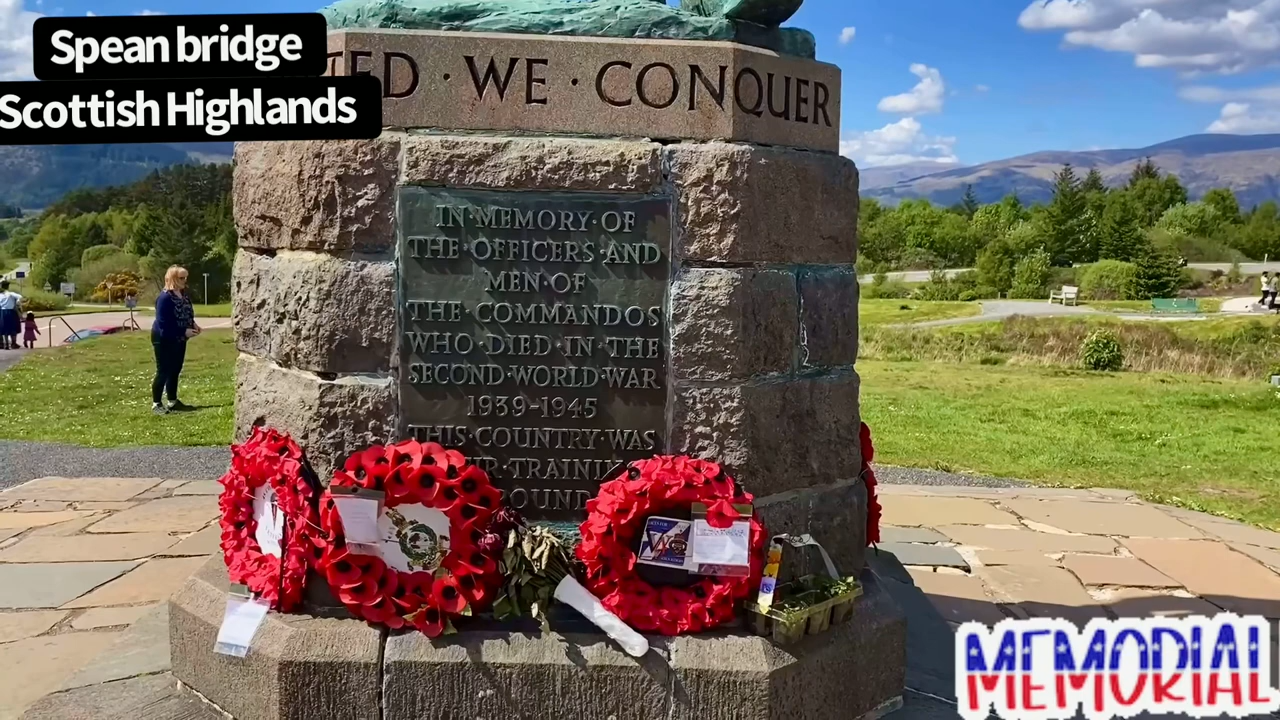 Spean bridge
Scottish Highlands
WE · CONQUER
IN·MEMORY·OF
THE·OFFICERS·AND
MEN·OF
THE·COMMANDOS
WHO·DIED·IN·THE
SECOND·WORLD·WAR
1939-1945
THIS·COUNTRY·WAS
MEMORIAL